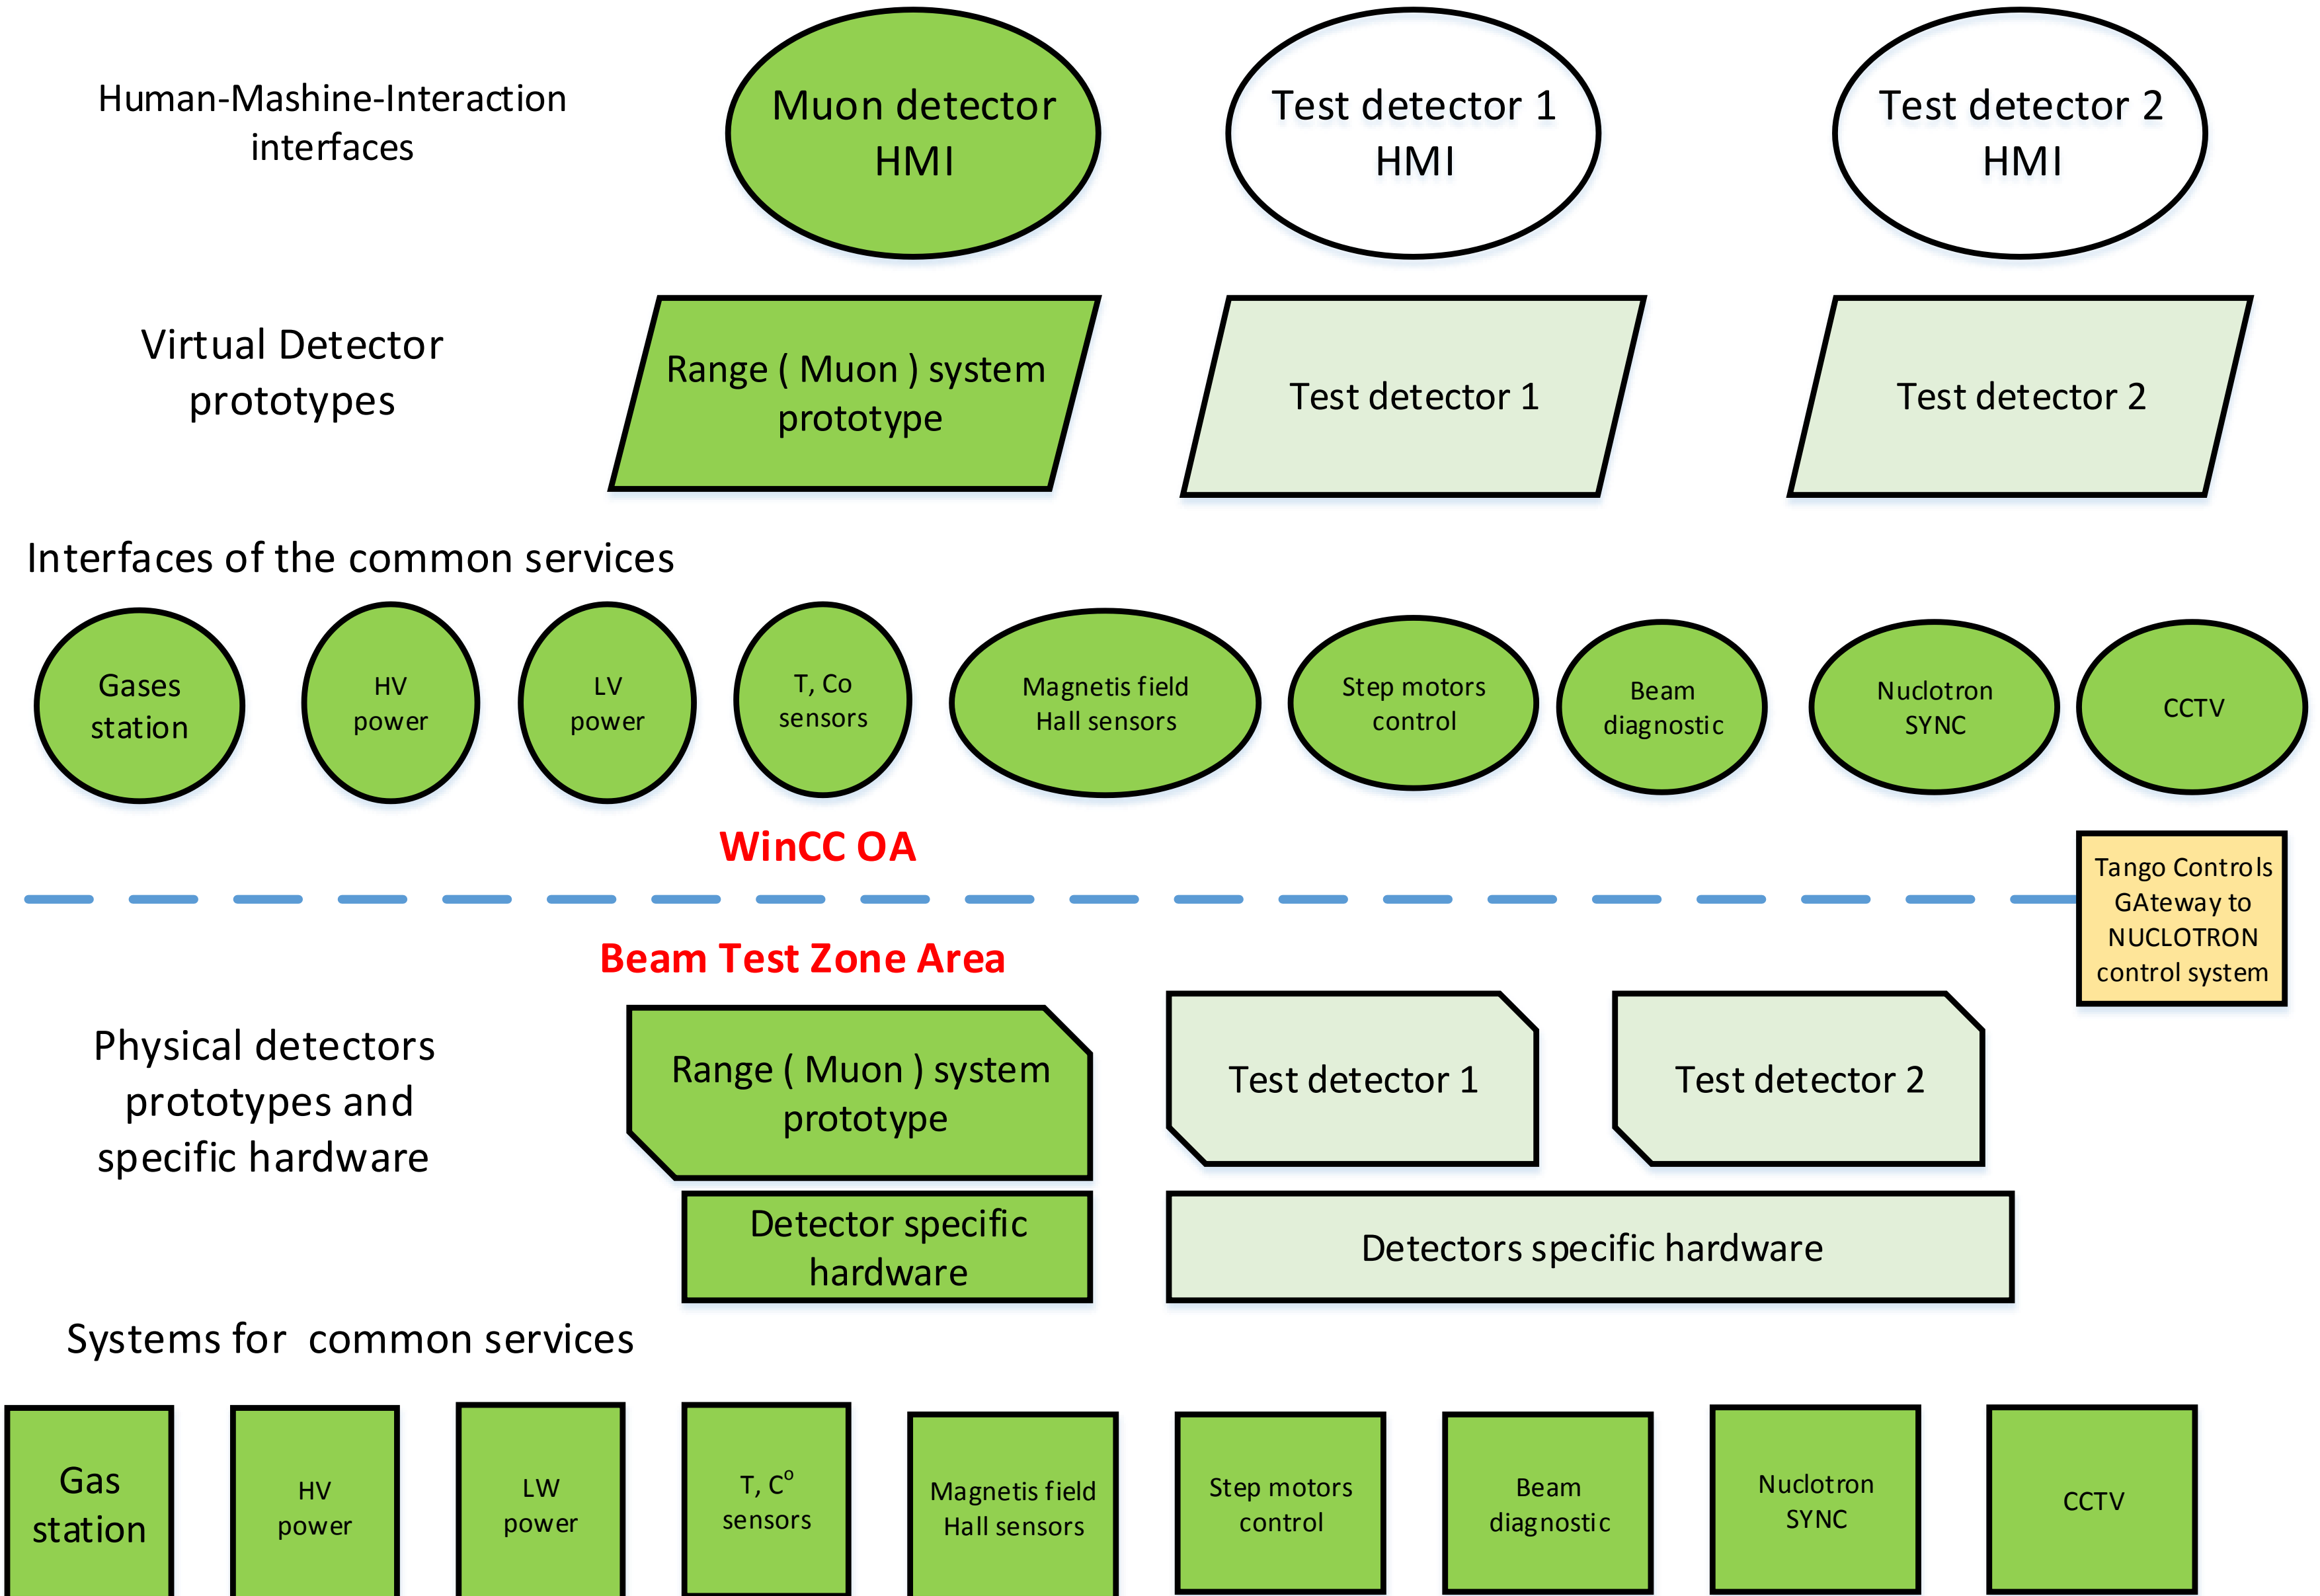 Human-Mashine-Interaction
interfaces
Muon detector
HMI
Test detector 1
HMI
Test detector 2
HMI
Virtual Detector
prototypes
Range ( Muon ) system
prototype
Test detector 1
Test detector 2
Interfaces of the common services
Gases
station
HV
power
LV
power
T, Co
sensors
Magnetis field
Hall sensors
Step motors
control
Beam
diagnostic
Nuclotron
SYNC
CCTV
WinCC OA
Tango Controls
GAteway to
NUCLOTRON
control system
Beam Test Zone Area
Physical detectors
prototypes and
specific hardware
Range ( Muon ) system
prototype
Test detector 1
Test detector 2
Detector specific
hardware
Detectors specific hardware
Systems for  common services
Gas
station
HV
power
LW
power
T, C⁰
sensors
Magnetis field
Hall sensors
Step motors
control
Beam
diagnostic
Nuclotron
SYNC
CCTV